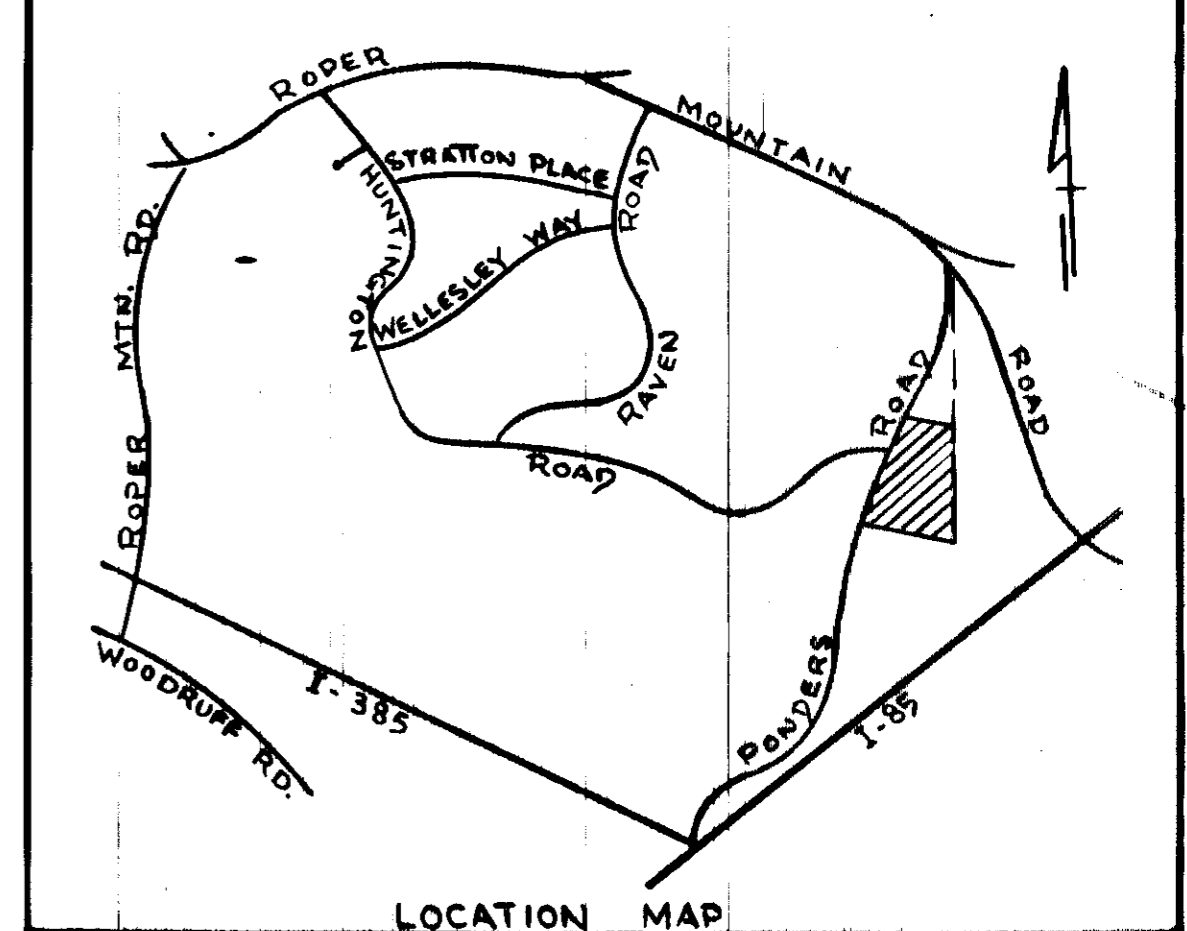 ROPER
MOUNTAIN
ROAD
STRATTON PLACE
HUNTINGTON
ROAD
WELLESLEY WAY
RAVEN
ROAD
ROPER MTN. RD.
PONDERS
ROAD
I-385
I-85
WOODRUFF RD.
LOCATION MAP